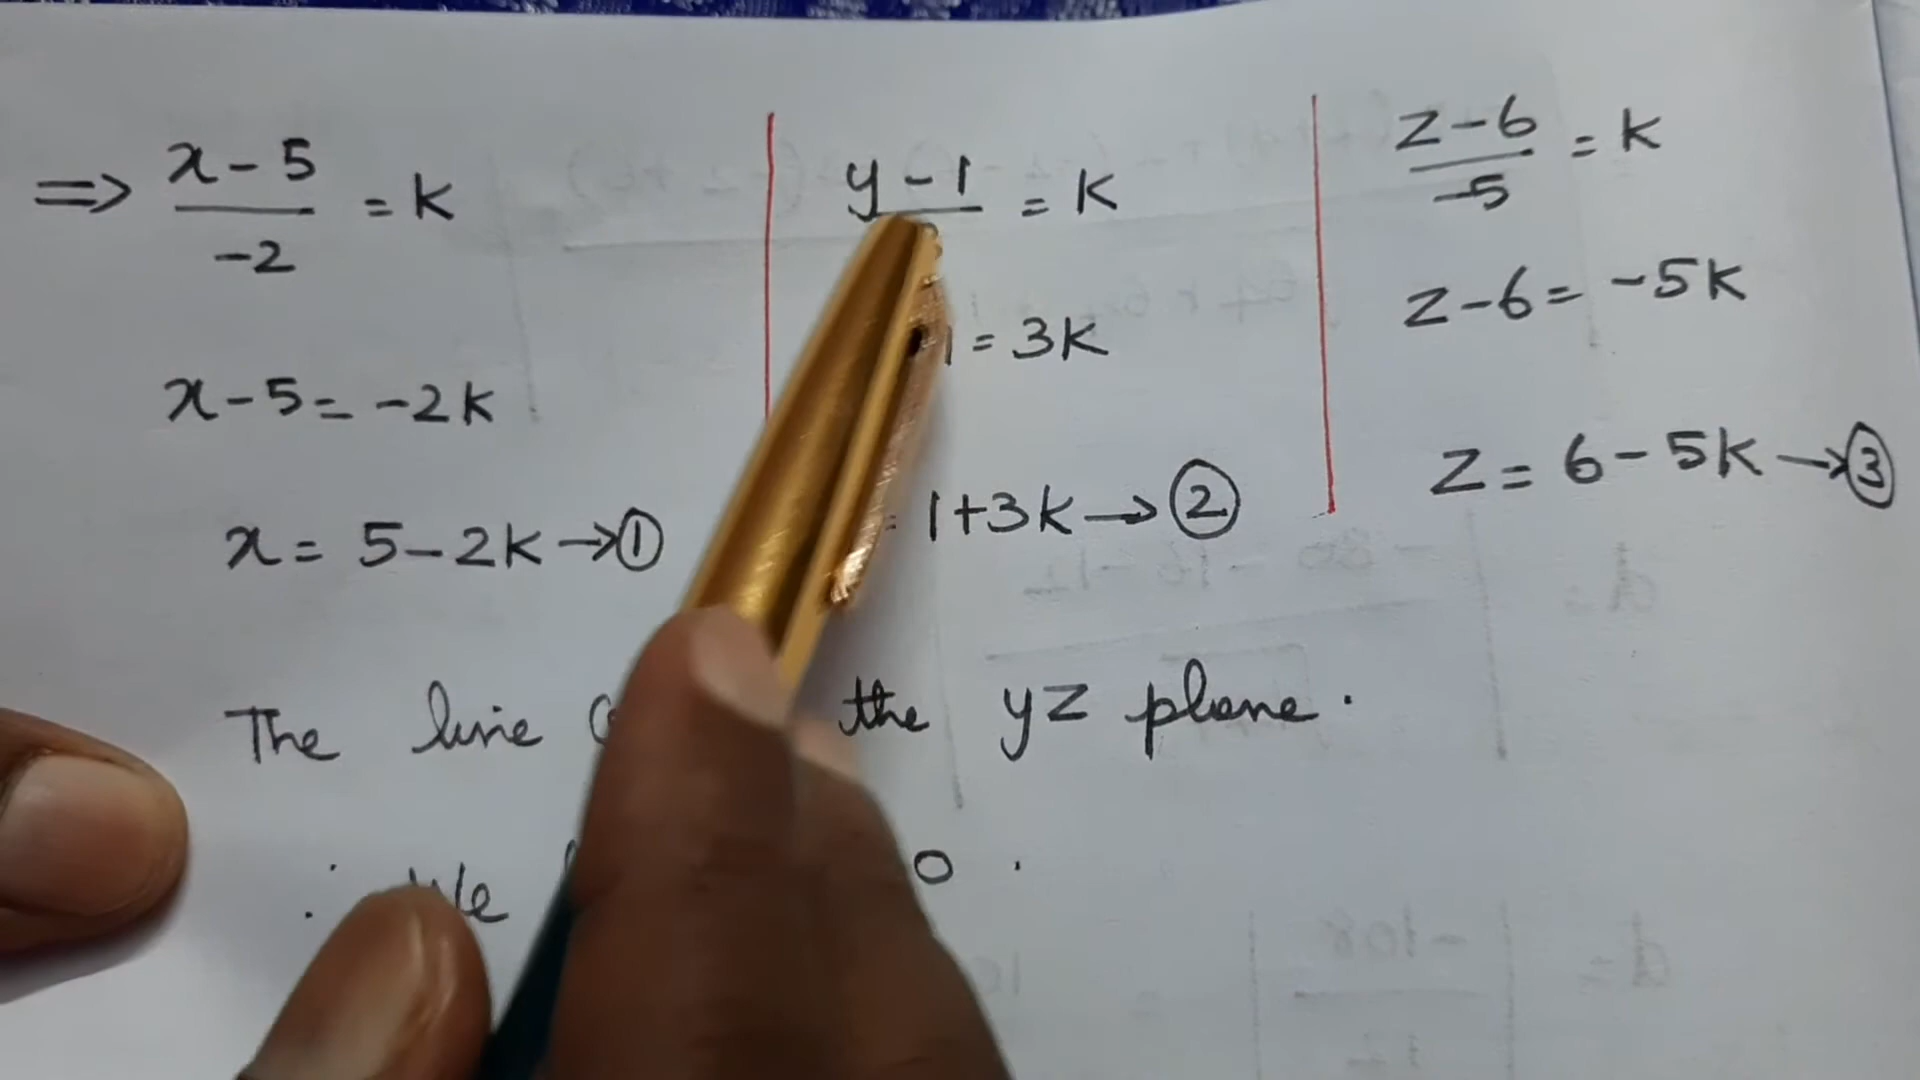 ⇒ x-5/-2 = k
x-5 = -2k
x = 5-2k → ①
y-1 = k
1 = 3k
= 1+3k → ②
z-6/-5 = k
z-6 = -5k
z = 6-5k → ③
The line the yz plane.
∴ We 0.